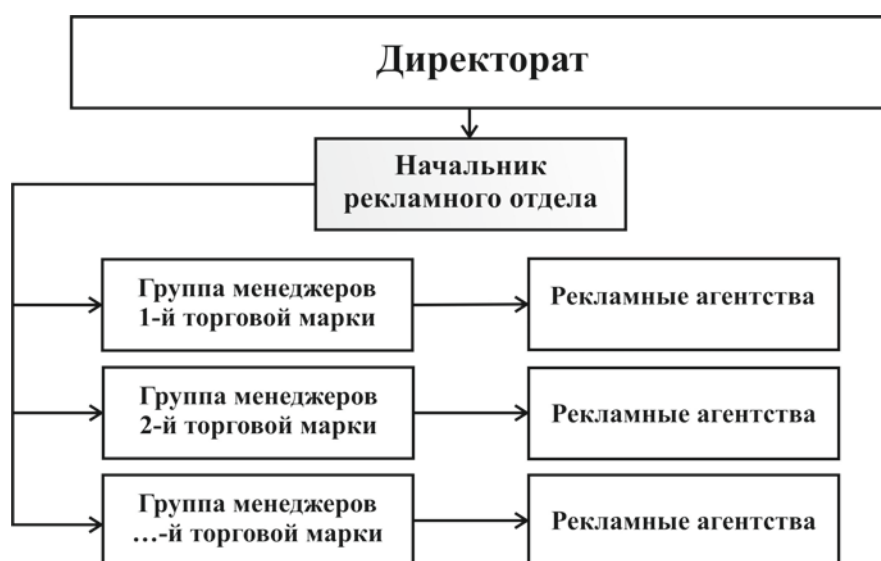 Директорат
Начальник
рекламного отдела
Группа менеджеров
1-й торговой марки
Рекламные агентства
Группа менеджеров
2-й торговой марки
Рекламные агентства
Группа менеджеров
…-й торговой марки
Рекламные агентства